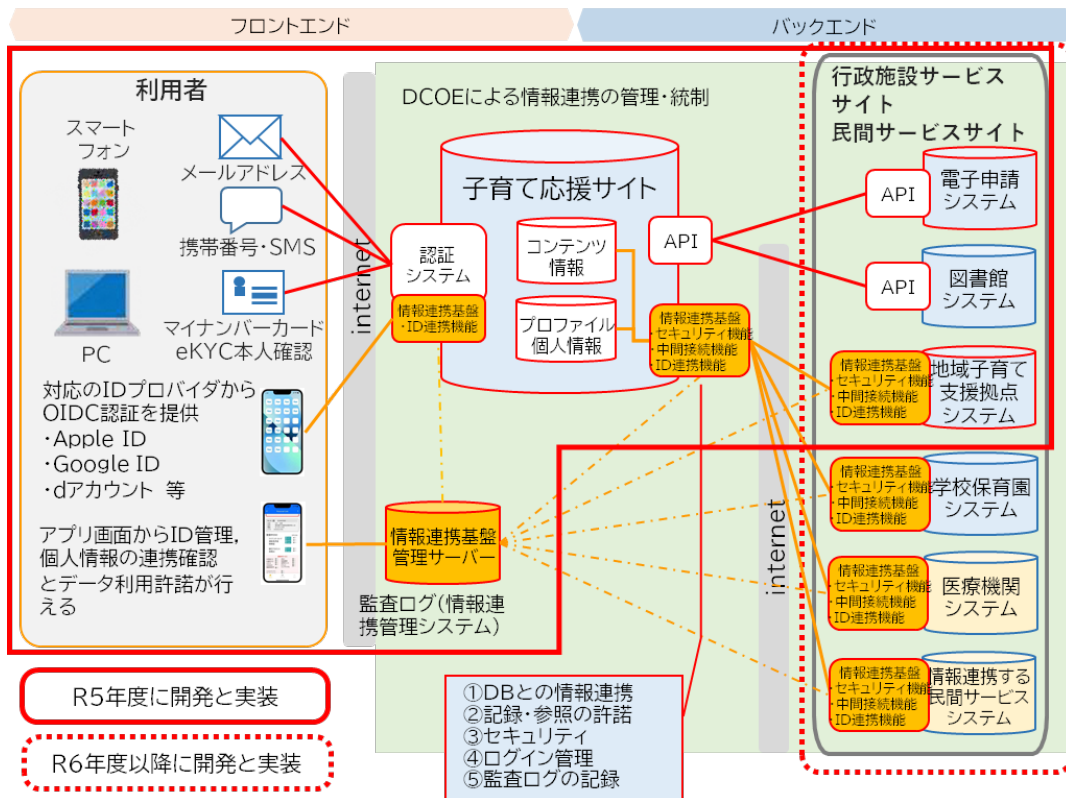 フロントエンド
バックエンド
利用者
スマート
フォン
メールアドレス
携帯番号・SMS
PC
マイナンバーカード
eKYC本人確認
対応のIDプロバイダから
OIDC認証を提供
・Apple ID
・Google ID
・dアカウント 等
アプリ画面からID管理,
個人情報の連携確認
とデータ利用許諾が行
える
internet
DCOEによる情報連携の管理・統制
子育て応援サイト
認証
システム
情報連携基盤
・ID連携機能
コンテンツ
情報
プロファイル
個人情報
API
情報連携基盤
・セキュリティ機能
・中間接続機能
・ID連携機能
情報連携基盤
管理サーバー
監査ログ(情報連
携管理システム)
internet
行政施設サービス
サイト
民間サービスサイト
API
電子申請
システム
API
図書館
システム
情報連携基盤
・セキュリティ機能
・中間接続機能
・ID連携機能
地域子育て
支援拠点
システム
情報連携基盤
・セキュリティ機能
・中間接続機能
・ID連携機能
学校保育園
システム
情報連携基盤
・セキュリティ機能
・中間接続機能
・ID連携機能
医療機関
システム
情報連携基盤
・セキュリティ機能
・中間接続機能
・ID連携機能
情報連携する
民間サービス
システム
R5年度に開発と実装
R6年度以降に開発と実装
①DBとの情報連携
②記録・参照の許諾
③セキュリティ
④ログイン管理
⑤監査ログの記録